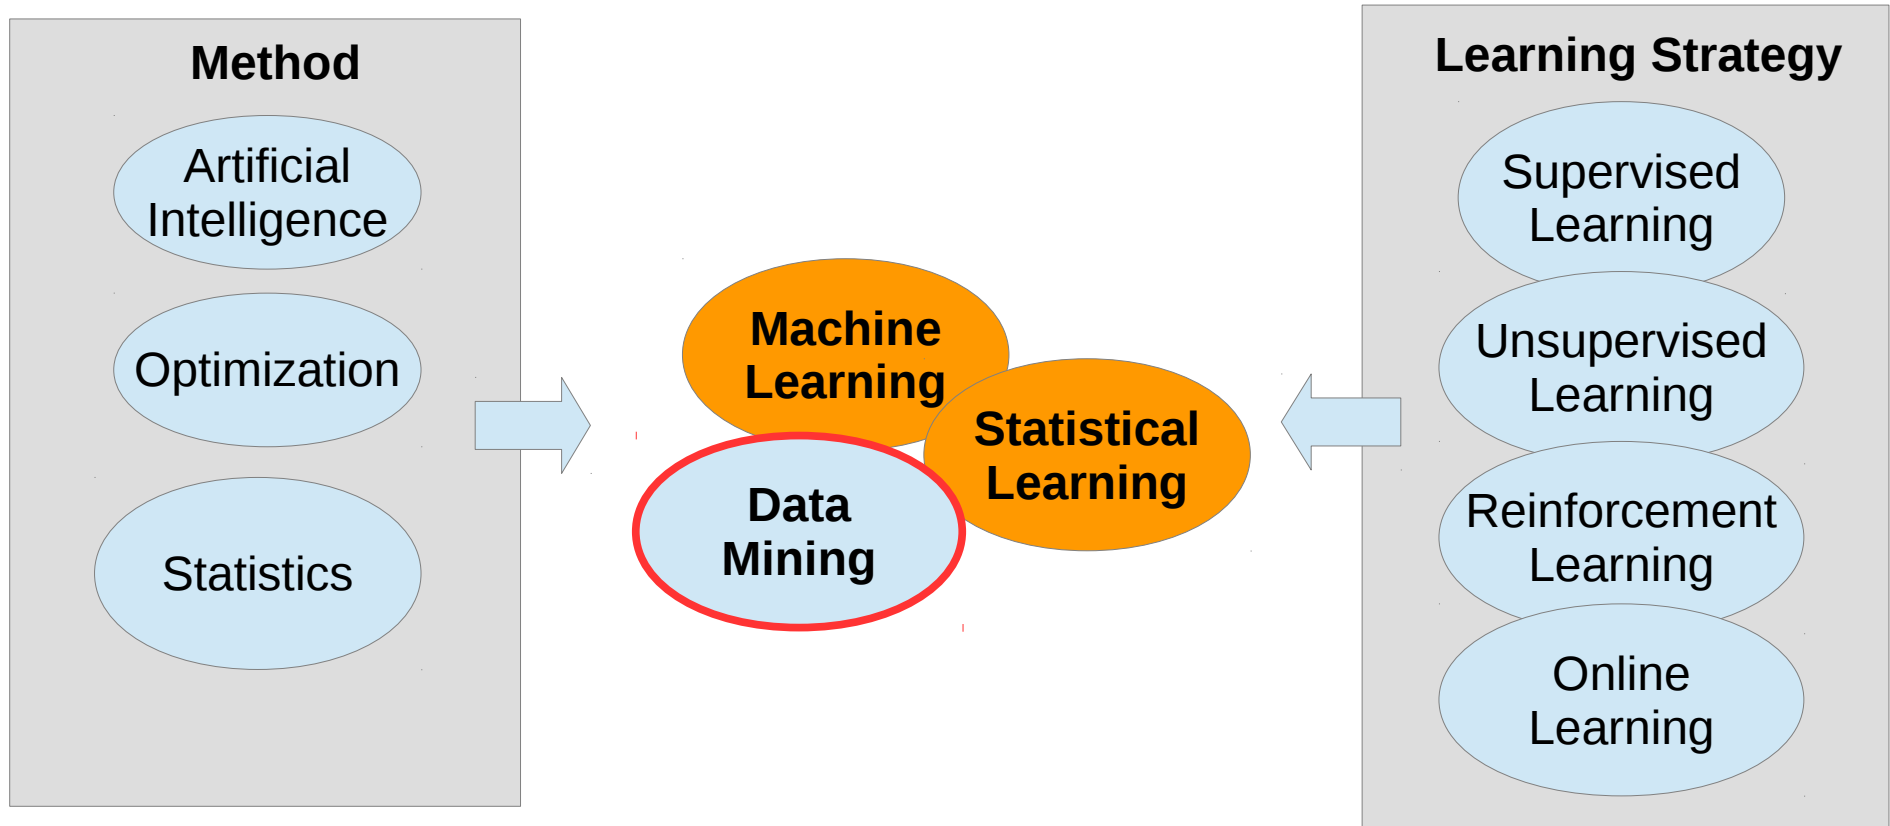 Method
Artificial
Intelligence
Optimization
Statistics
Machine
Learning
Statistical
Learning
Data
Mining
Learning Strategy
Supervised
Learning
Unsupervised
Learning
Reinforcement
Learning
Online
Learning